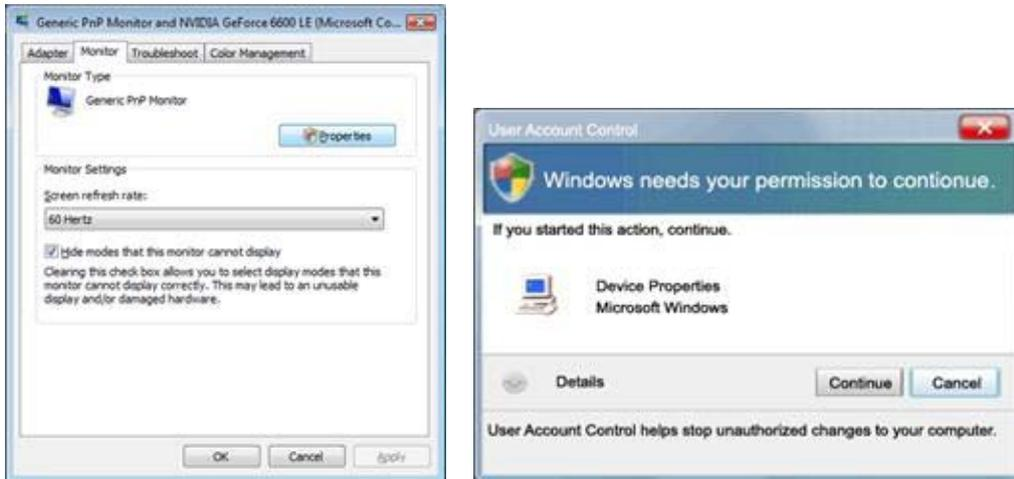 Generic PnP Monitor and NVIDIA GeForce 6600 LE (Microsoft Co...
Adapter Monitor Troubleshoot Color Management
Monitor Type
Generic PnP Monitor
Properties
Monitor Settings
Screen refresh rate:
60 Hertz
Hide modes that this monitor cannot display
Clearing this check box allows you to select display modes that this
monitor cannot display correctly. This may lead to an unusable
display and/or damaged hardware.
OK Cancel Apply
User Account Control
Windows needs your permission to contionue.
If you started this action, continue.
Device Properties
Microsoft Windows
Details Continue Cancel
User Account Control helps stop unauthorized changes to your computer.